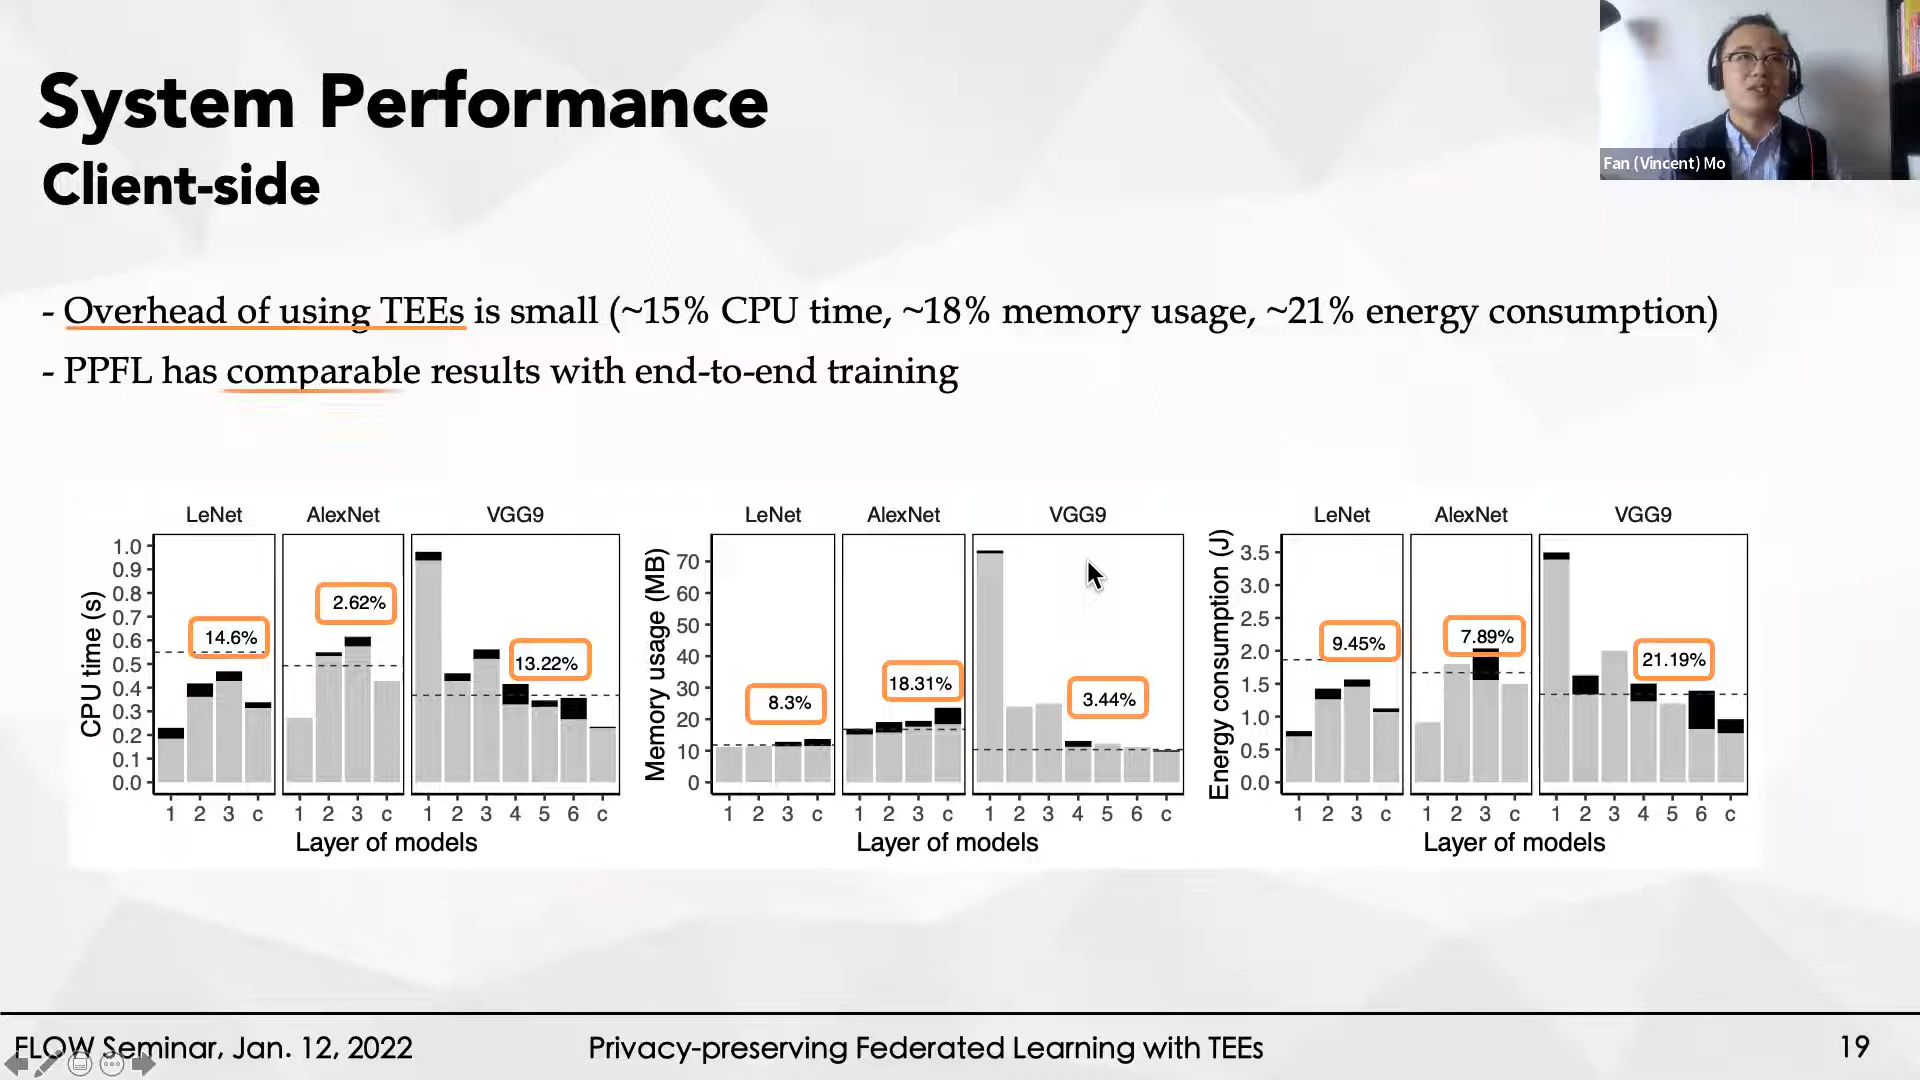 System Performance
Client-side
Fan (Vincent) Mo
- Overhead of using TEEs is small (~15% CPU time, ~18% memory usage, ~21% energy consumption)
- PPFL has comparable results with end-to-end training
LeNet AlexNet VGG9
CPU time (s)
1.0
0.9
0.8
0.7
0.6
0.5
0.4
0.3
0.2
0.1
0.0
14.6% 2.62% 13.22%
1 2 3 c 1 2 3 c 1 2 3 4 5 6 c
Layer of models
LeNet AlexNet VGG9
Memory usage (MB)
70
60
50
40
30
20
10
0
8.3% 18.31% 3.44%
1 2 3 c 1 2 3 c 1 2 3 4 5 6 c
Layer of models
LeNet AlexNet VGG9
Energy consumption (J)
3.5
3.0
2.5
2.0
1.5
1.0
0.5
0.0
9.45% 7.89% 21.19%
1 2 3 c 1 2 3 c 1 2 3 4 5 6 c
Layer of models
FLOW Seminar, Jan. 12, 2022 Privacy-preserving Federated Learning with TEEs 19